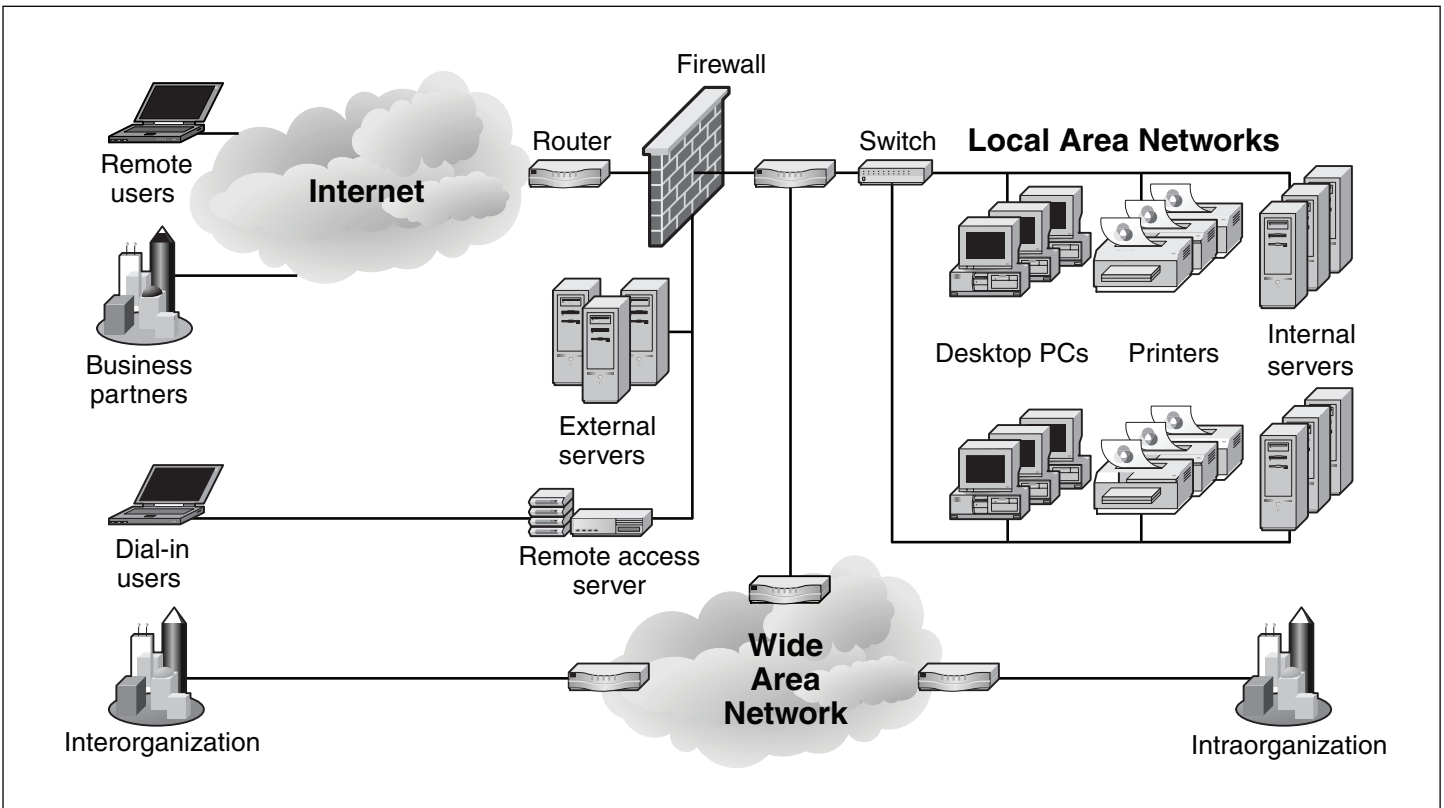 Firewall
Remote
users
Internet
Router
Switch
Local Area Networks
Business
partners
External
servers
Desktop PCs
Printers
Internal
servers
Dial-in
users
Remote access
server
Wide
Area
Network
Interorganization
Intraorganization